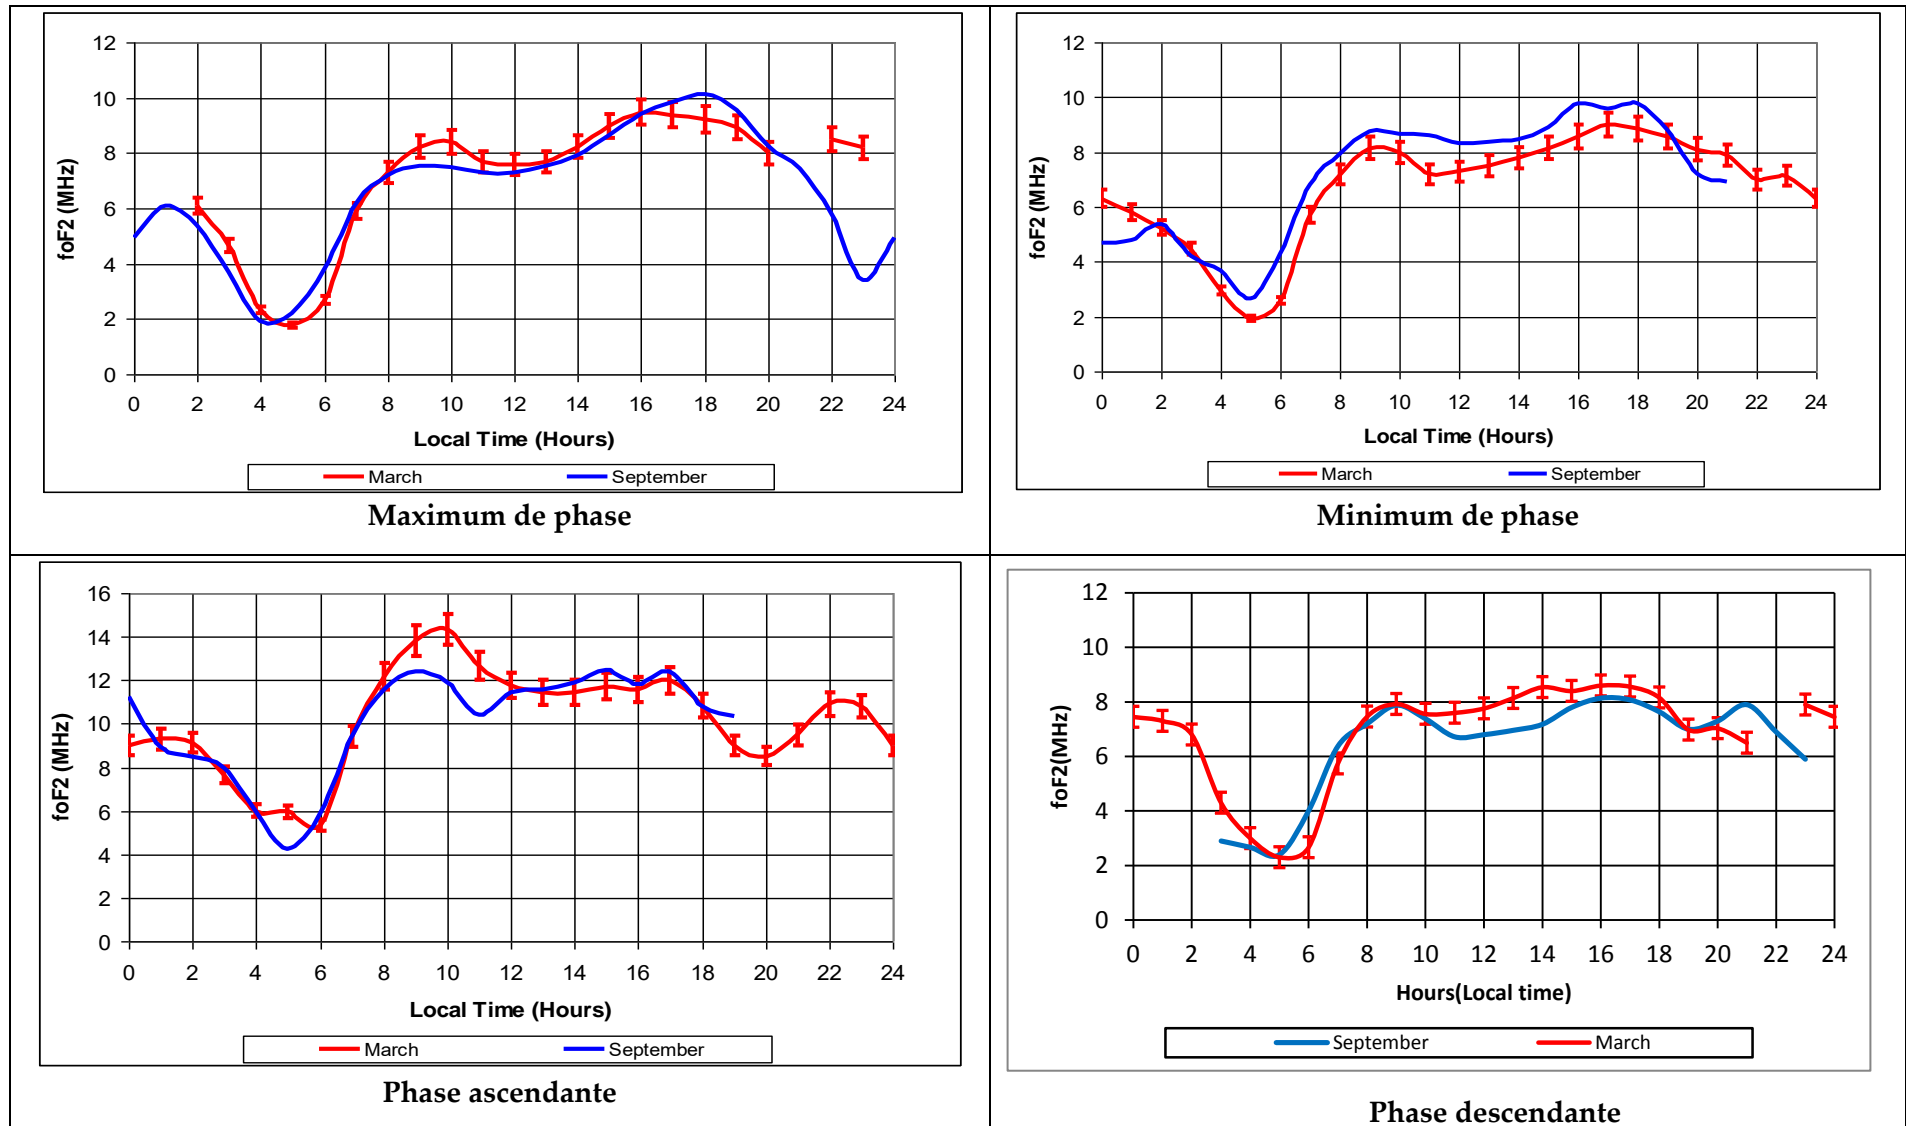 12
10
8
6
4
2
0
foF2 (MHz)
0 2 4 6 8 10 12 14 16 18 20 22 24
Local Time (Hours)
March September
Maximum de phase
12
10
8
6
4
2
0
foF2 (MHz)
0 2 4 6 8 10 12 14 16 18 20 22 24
Local Time (Hours)
March September
Minimum de phase
16
14
12
10
8
6
4
2
0
foF2 (MHz)
0 2 4 6 8 10 12 14 16 18 20 22 24
Local Time (Hours)
March September
Phase ascendante
12
10
8
6
4
2
0
foF2(MHz)
0 2 4 6 8 10 12 14 16 18 20 22 24
Hours(Local time)
September March
Phase descendante